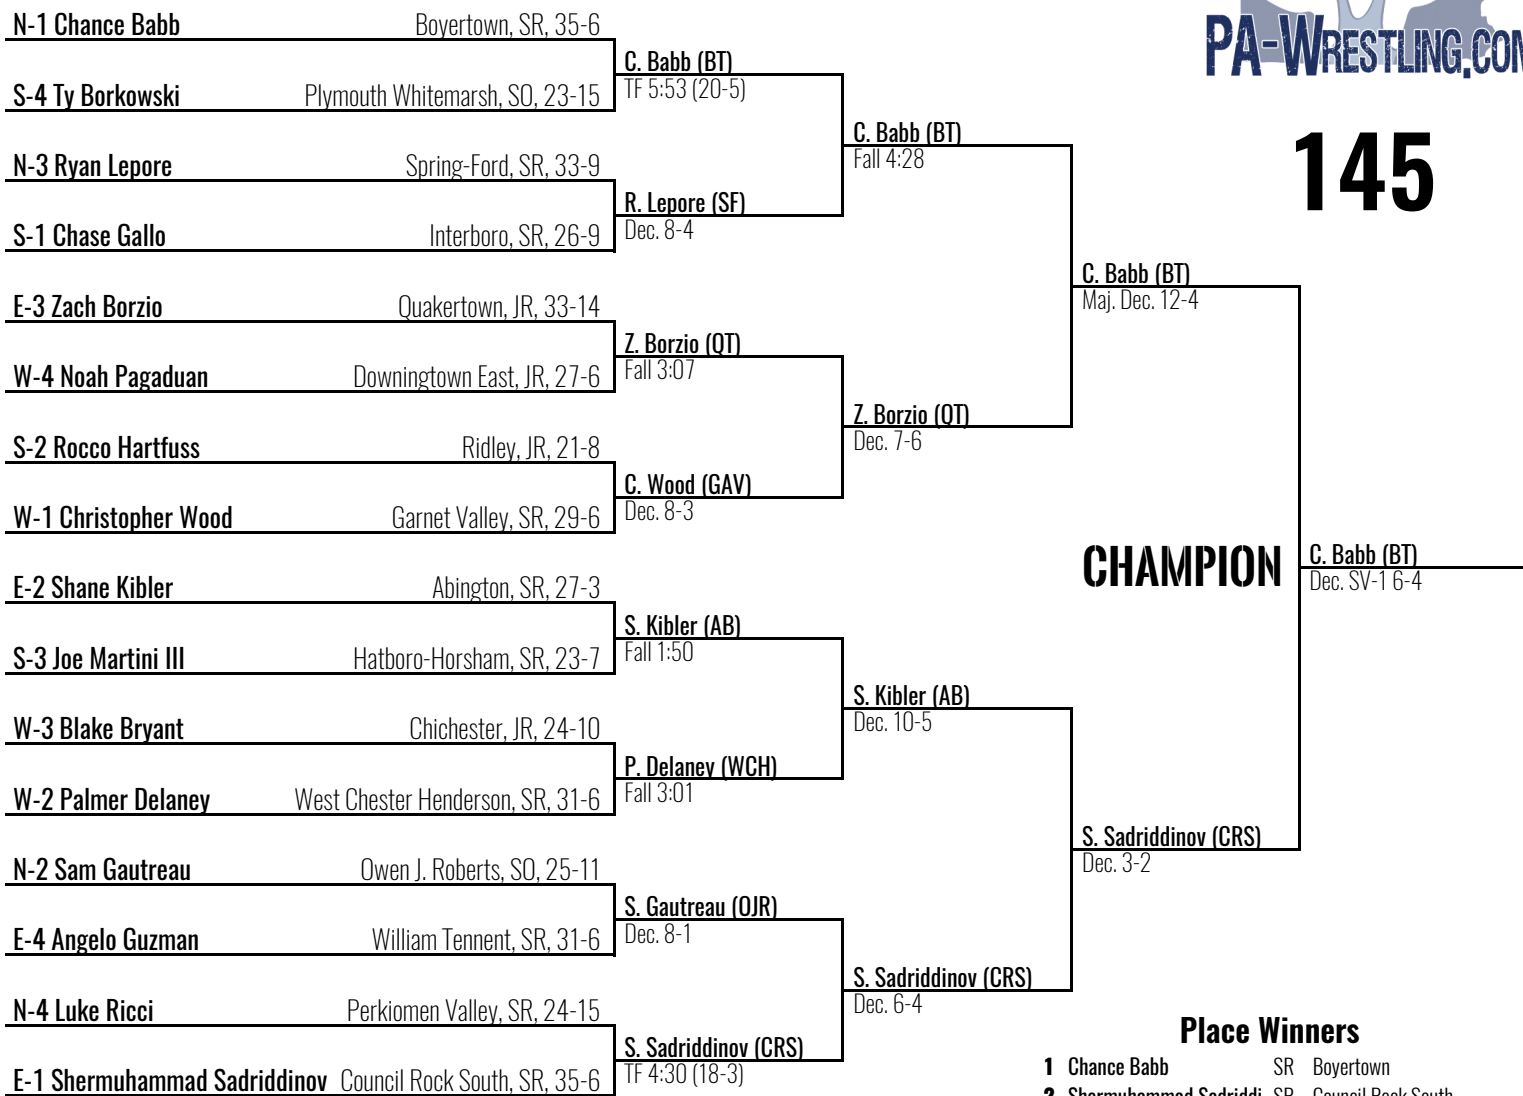 N-1 Chance Babb Boyertown, SR, 35-6
C. Babb (BT)
S-4 Ty Borkowski Plymouth Whitemarsh, SO, 23-15
TF 5:53 (20-5)
C. Babb (BT)
Fall 4:28
N-3 Ryan Lepore Spring-Ford, SR, 33-9
R. Lepore (SF)
S-1 Chase Gallo Interboro, SR, 26-9
Dec. 8-4
C. Babb (BT)
Maj. Dec. 12-4
E-3 Zach Borzio Quakertown, JR, 33-14
Z. Borzio (QT)
W-4 Noah Pagaduan Downingtown East, JR, 27-6
Fall 3:07
Z. Borzio (QT)
Dec. 7-6
S-2 Rocco Hartfuss Ridley, JR, 21-8
C. Wood (GAV)
W-1 Christopher Wood Garnet Valley, SR, 29-6
Dec. 8-3
CHAMPION
C. Babb (BT)
Dec. SV-1 6-4
E-2 Shane Kibler Abington, SR, 27-3
S. Kibler (AB)
S-3 Joe Martini III Hatboro-Horsham, SR, 23-7
Fall 1:50
S. Kibler (AB)
Dec. 10-5
W-3 Blake Bryant Chichester, JR, 24-10
P. Delaney (WCH)
W-2 Palmer Delaney West Chester Henderson, SR, 31-6
Fall 3:01
S. Sadriddinov (CRS)
Dec. 3-2
N-2 Sam Gautreau Owen J. Roberts, SO, 25-11
S. Gautreau (OJR)
E-4 Angelo Guzman William Tennent, SR, 31-6
Dec. 8-1
S. Sadriddinov (CRS)
Dec. 6-4
N-4 Luke Ricci Perkiomen Valley, SR, 24-15
S. Sadriddinov (CRS)
E-1 Shermuhammad Sadriddinov Council Rock South, SR, 35-6
TF 4:30 (18-3)
PA-WRESTLING.COM
145
Place Winners
1 Chance Babb SR Boyertown
2 Shermuhammad Sadriddi SR Council Rock South